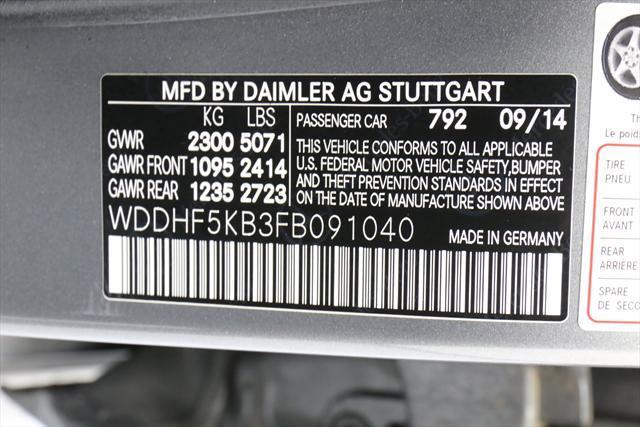 MFD BY DAIMLER AG STUTTGART
KG LBS
PASSENGER CAR 792 09/14
GVWR 2300 5071
GAWR FRONT 1095 2414
GAWR REAR 1235 2723
THIS VEHICLE CONFORMS TO ALL APPLICABLE
U.S. FEDERAL MOTOR VEHICLE SAFETY, BUMPER
AND THEFT PREVENTION STANDARDS IN EFFECT
ON THE DATE OF MANUFACTURE SHOWN ABOVE
WDDHF5KB3FB091040
MADE IN GERMANY
Le poids
TIRE
PNEU
FRONT
AVANT
REAR
ARRIÈRE
SPARE
DE